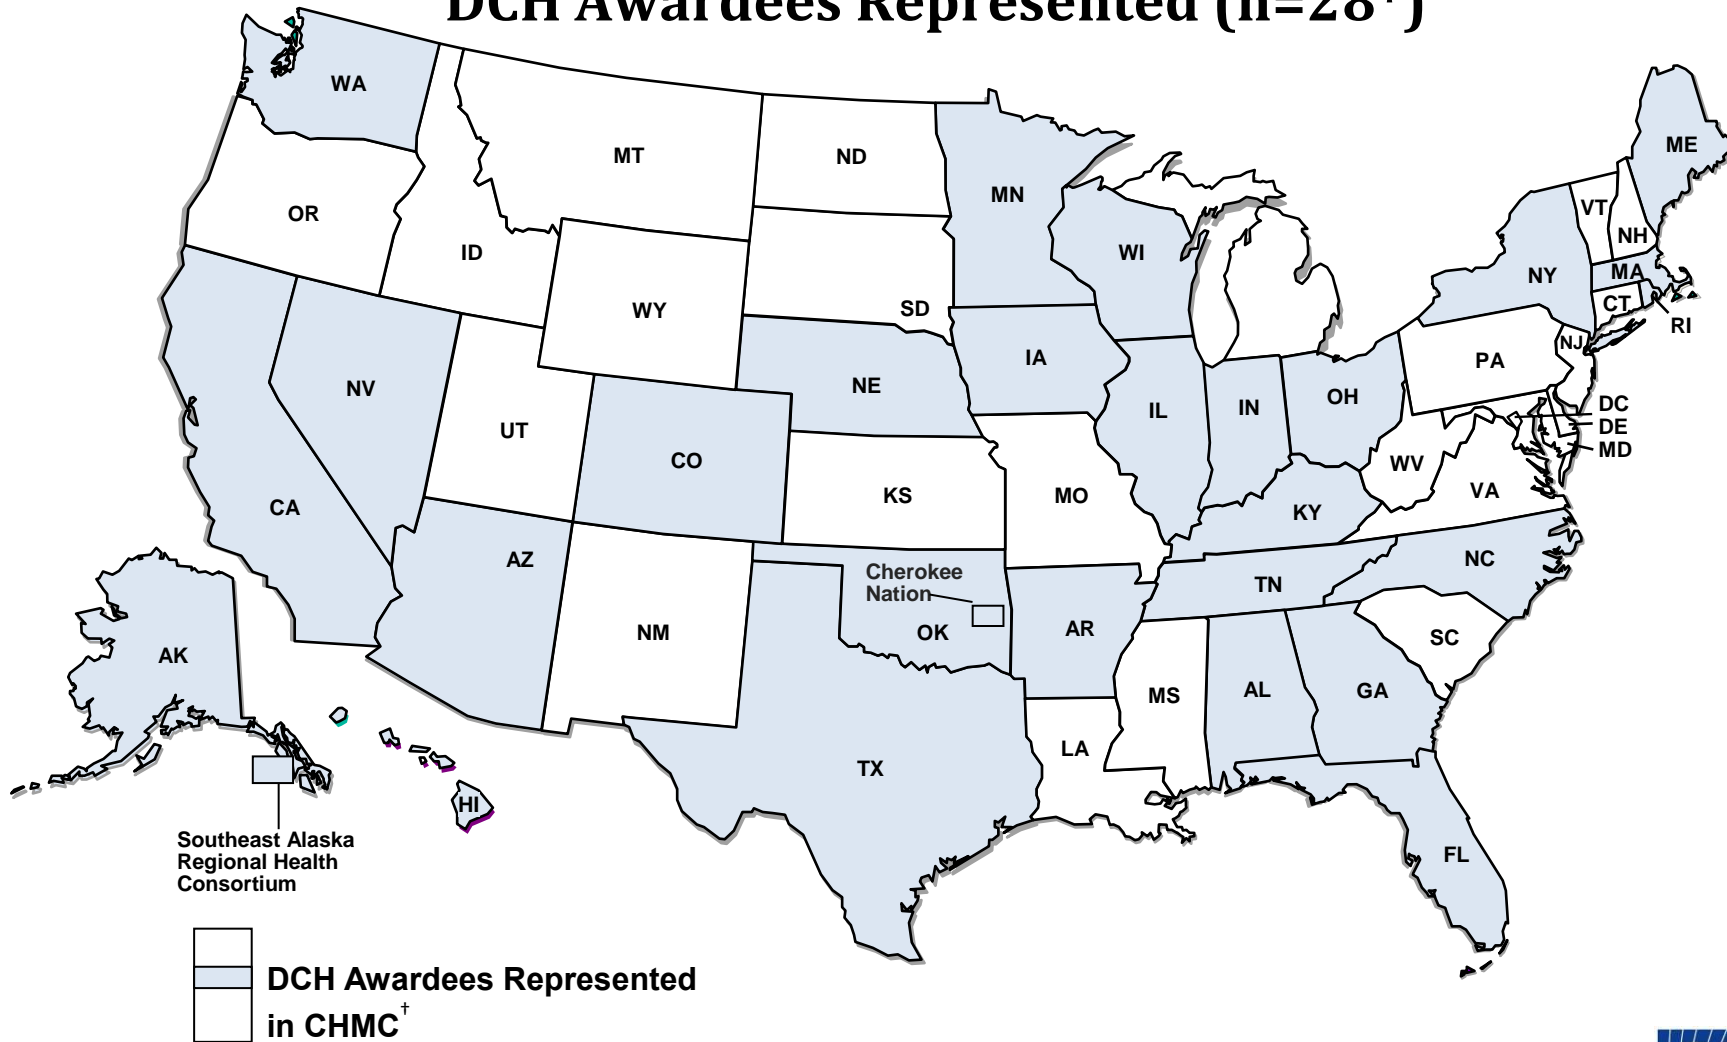 DCH Awardees Represented (n=28*)
WA
MT
ND
MN
ME
OR
ID
WY
SD
WI
VT
NH
NY
MA
CT
RI
NV
UT
CO
NE
IA
IL
IN
OH
PA
NJ
DC
DE
MD
WV
VA
CA
AZ
NM
KS
MO
KY
NC
TN
Cherokee
Nation
OK
AR
SC
MS
AL
GA
LA
TX
FL
AK
HI
Southeast Alaska
Regional Health
Consortium
DCH Awardees Represented
in CHMC†